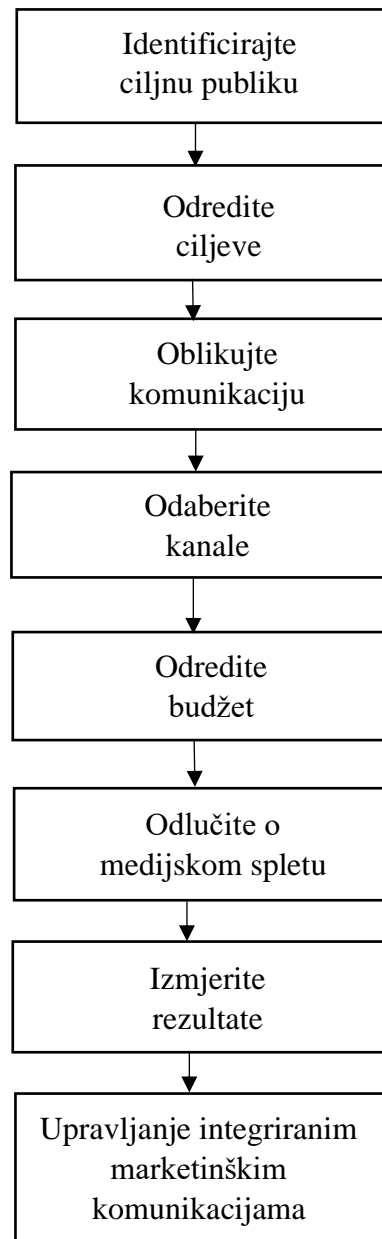 Identificirajte
ciljnu publiku
Odredite
ciljeve
Oblikujte
komunikaciju
Odaberite
kanale
Odredite
budžet
Odlučite o
medijskom spletu
Izmjerite
rezultate
Upravljanje integriranim
marketinškim
komunikacijama